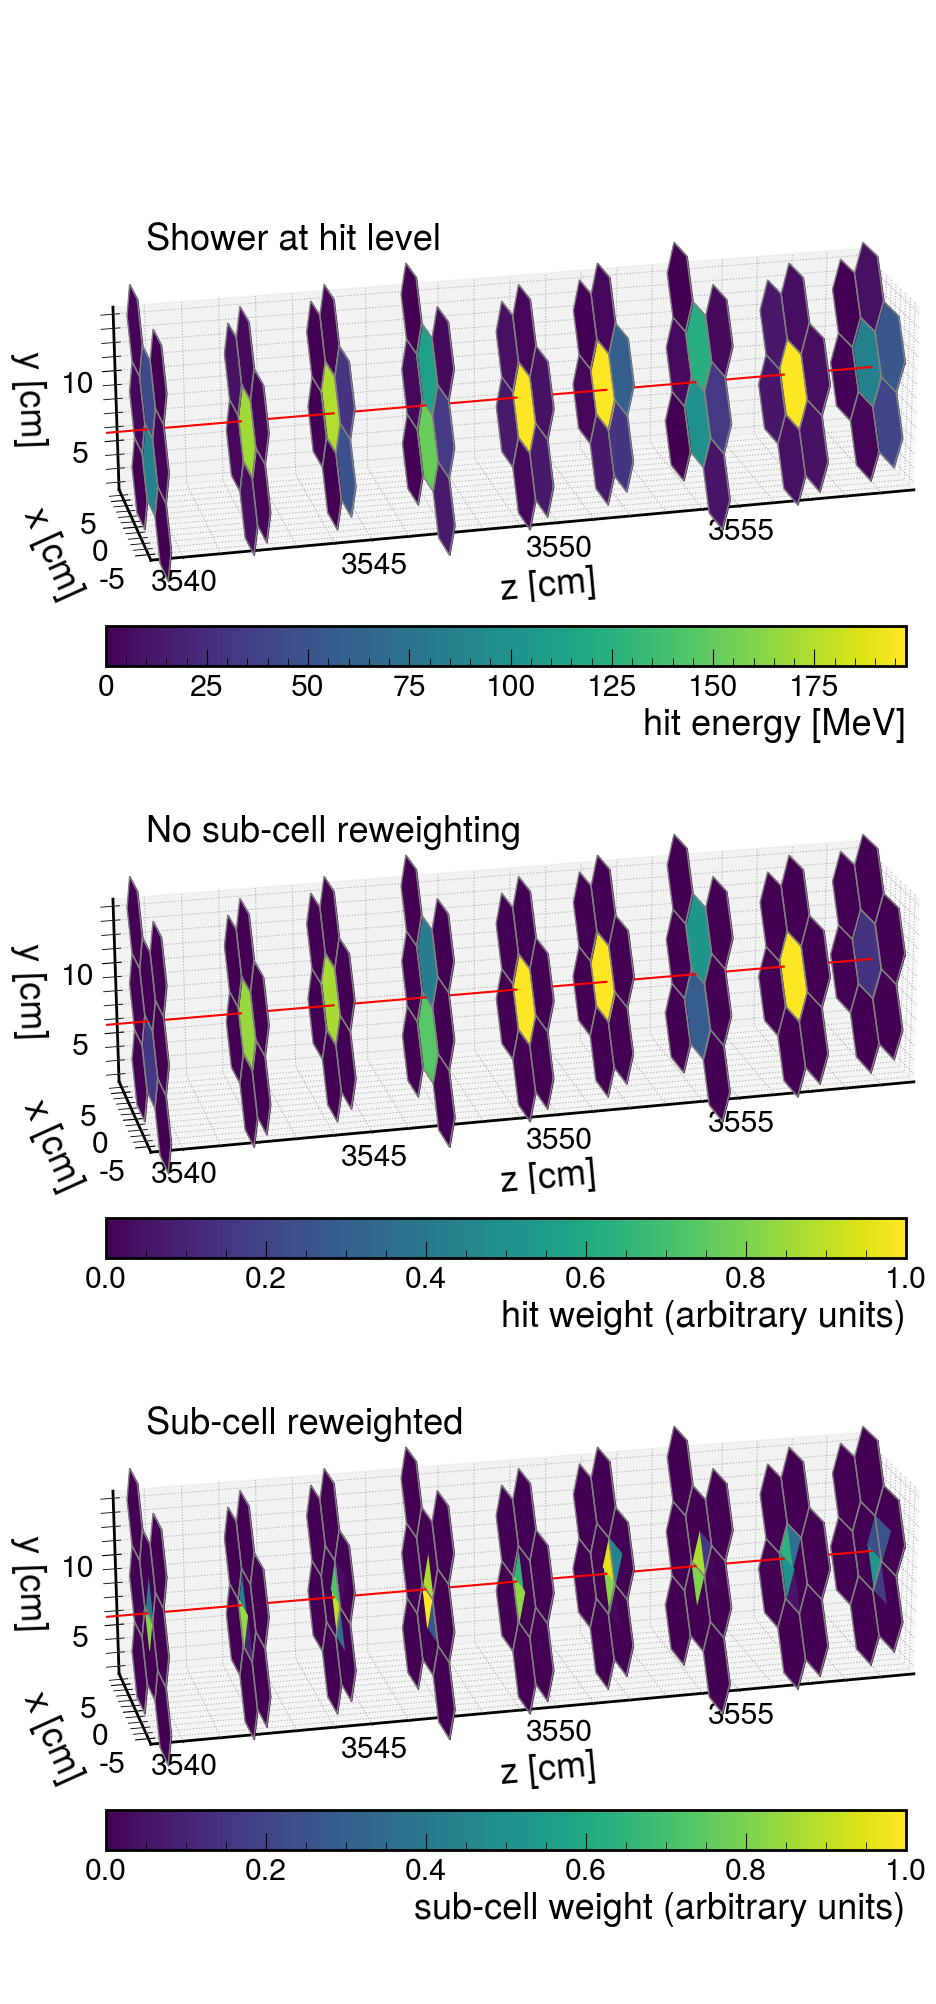 Shower at hit level
y [cm]
10
5
x [cm]
5
0
-5
3540
3545
3550
3555
z [cm]
0 25 50 75 100 125 150 175
hit energy [MeV]
No sub-cell reweighting
y [cm]
10
5
x [cm]
5
0
-5
3540
3545
3550
3555
z [cm]
0.0 0.2 0.4 0.6 0.8 1.0
hit weight (arbitrary units)
Sub-cell reweighted
y [cm]
10
5
x [cm]
5
0
-5
3540
3545
3550
3555
z [cm]
0.0 0.2 0.4 0.6 0.8 1.0
sub-cell weight (arbitrary units)